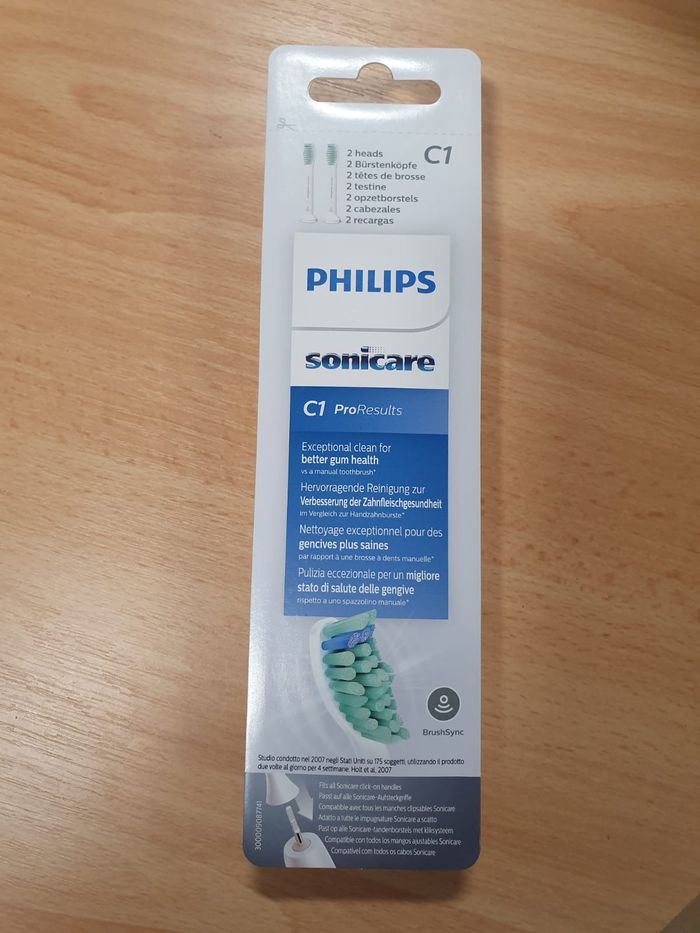 2 heads
2 Bürstenköpfe
2 têtes de brosse
2 testine
2 opzetborstels
2 cabezales
2 recargas
C1
PHILIPS
sonicare
C1 ProResults
Exceptional clean for
better gum health
vs a manual toothbrush*
Hervorragende Reinigung zur
Verbesserung der Zahnfleischgesundheit
im Vergleich zur Handzahnbürste*
Nettoyage exceptionnel pour des
gencives plus saines
par rapport à une brosse à dents manuelle*
Pulizia eccezionale per un migliore
stato di salute delle gengive
rispetto a uno spazzolino manuale*
BrushSync
Studio condotto nel 2007 negli Stati Uniti su 175 soggetti, utilizzando il prodotto
due volte al giorno per 4 settimane. Holt et al, 2007
Fits all Sonicare click-on handles
Passt auf alle Sonicare-Aufsteckgriffe
Compatible avec tous les manches clipsables Sonicare
Adatto a tutte le impugnature Sonicare a scatto
Past op alle Sonicare-tandenborstels met kliksysteem
Compatible con todos los mangos ajustables Sonicare
Compatível com todos os cabos Sonicare
300009087741